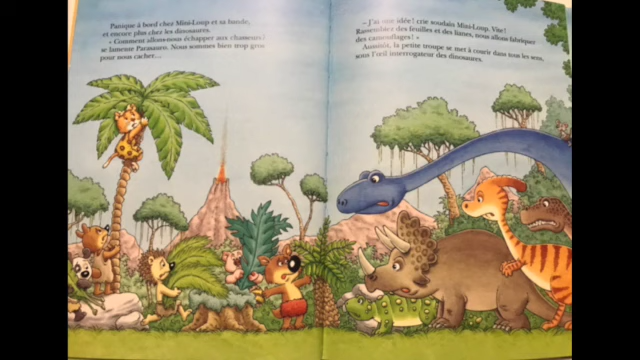 Panique à bord chez Mini-Loup et sa bande,
et encore plus chez les dinosaures.
« Comment allons-nous échapper aux chasseurs ?
se lamente Parasauro. Nous sommes bien trop gros
pour nous cacher...
– J'ai une idée ! crie soudain Mini-Loup. Vite !
Rassemblez des feuilles et des lianes, nous allons fabriquer
des camouflages ! »
Aussitôt, la petite troupe se met à courir dans tous les sens,
sous l'œil interrogateur des dinosaures.